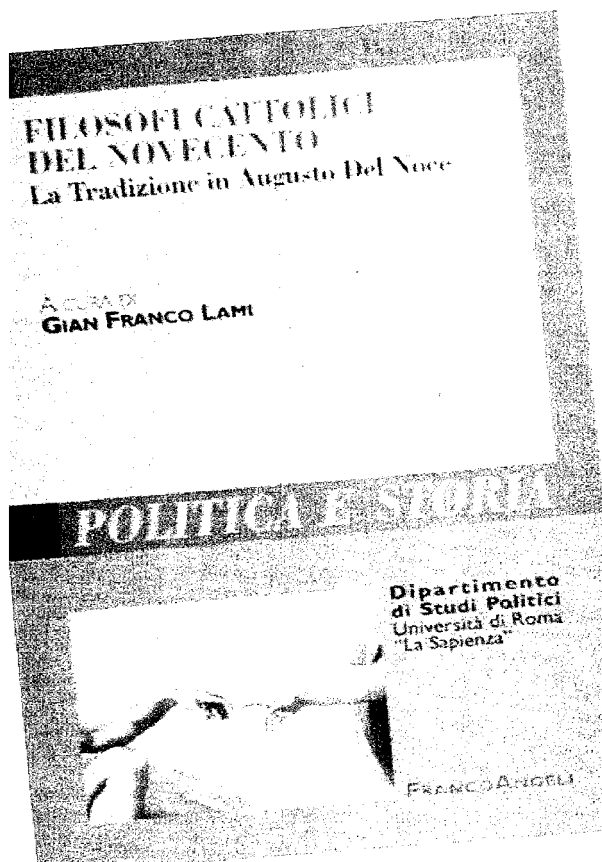 FILOSOFI CATTOLICI
DEL NOVECENTO
La Tradizione in Augusto Del Noce
A CURA DI
GIAN FRANCO LAMI
POLITICA E STORIA
Dipartimento
di Studi Politici
Università di Roma
"La Sapienza"
FRANCOANGELI